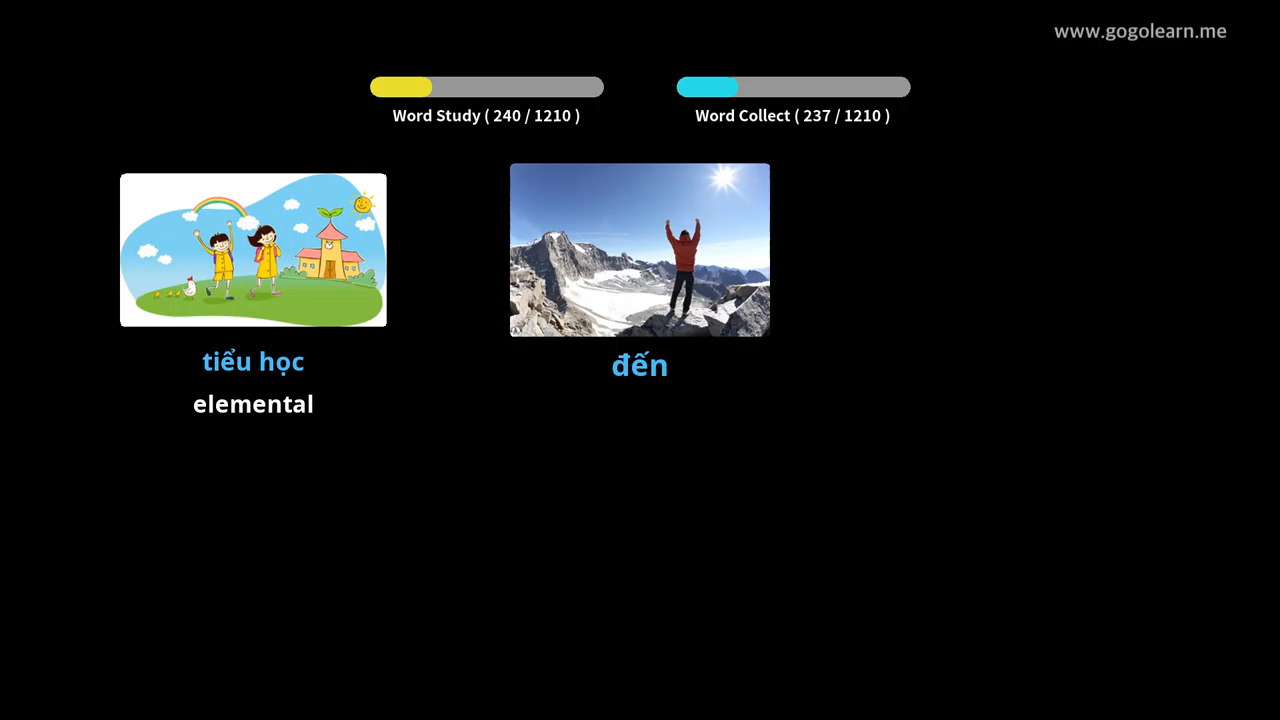 www.gogolearn.me
Word Study ( 240 / 1210 )
Word Collect ( 237 / 1210 )
tiểu học
elemental
đến